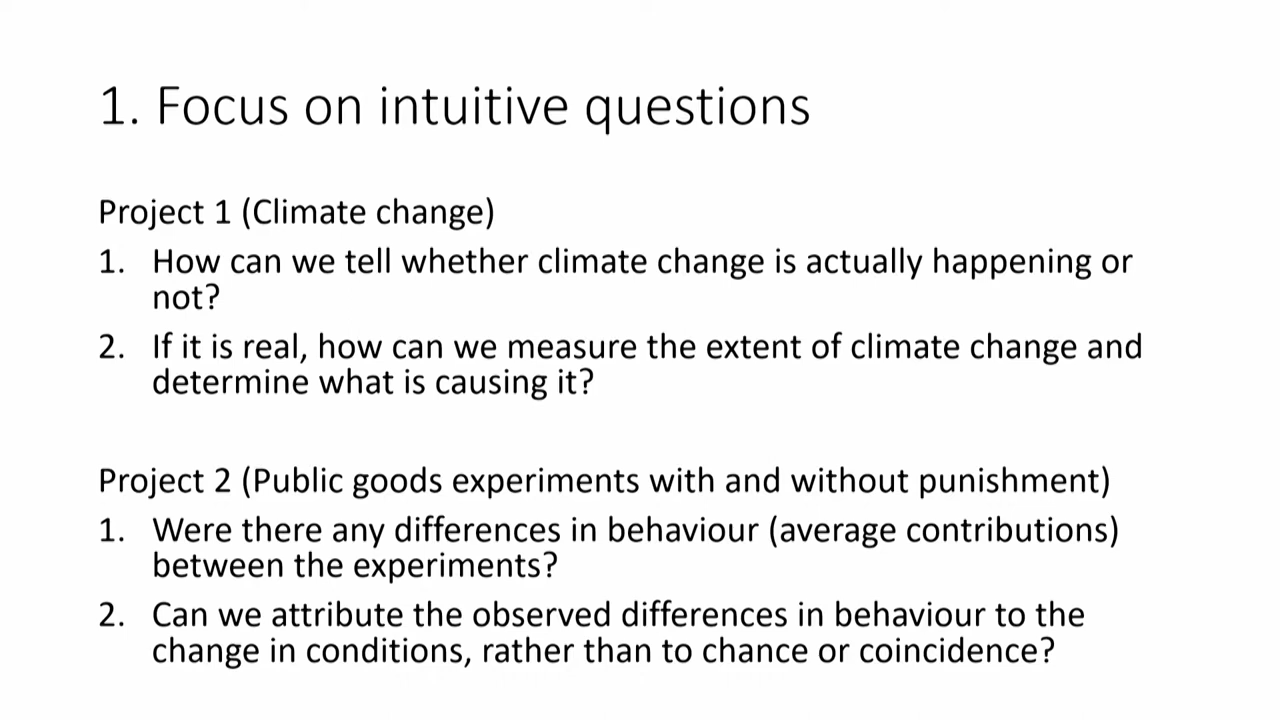 1. Focus on intuitive questions
Project 1 (Climate change)
1. How can we tell whether climate change is actually happening or
not?
2. If it is real, how can we measure the extent of climate change and
determine what is causing it?
Project 2 (Public goods experiments with and without punishment)
1. Were there any differences in behaviour (average contributions)
between the experiments?
2. Can we attribute the observed differences in behaviour to the
change in conditions, rather than to chance or coincidence?